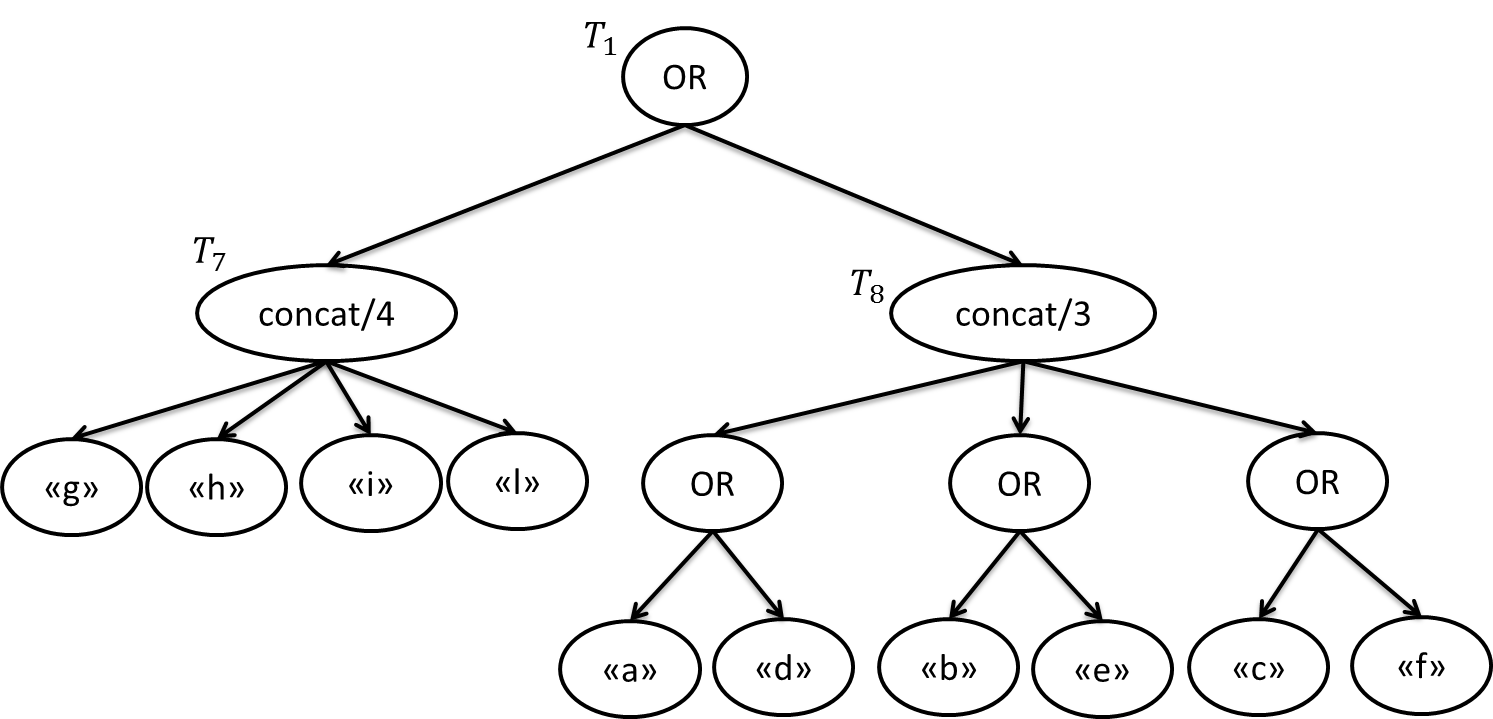 T₁
OR
T₇
concat/4
T₈
concat/3
«g» «h» «i» «l» OR OR OR
«a» «d» «b» «e» «c» «f»